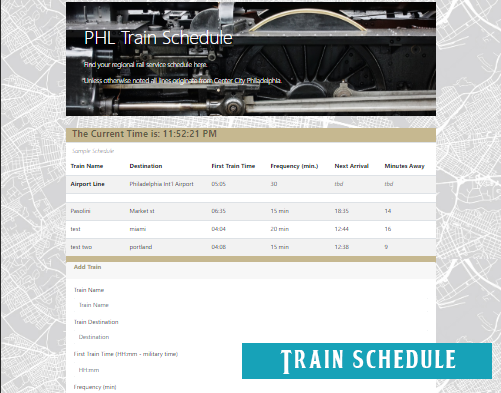 PHL Train Schedule
Find your regional rail service schedule here.
Unless otherwise noted all lines originate from Center City Philadelphia.
The Current Time is: 11:52:21 PM
Sample Schedule
Train Name Destination First Train Time Frequency (min.) Next Arrival Minutes Away
Airport Line Philadelphia Int'l Airport 05:05 30 tbd tbd
Pasolini Market st 06:35 15 min 18:35 14
test miami 04:04 20 min 12:44 16
test two portland 04:08 15 min 12:38 9
Add Train
Train Name
Train Name
Train Destination
Destination
First Train Time (HH:mm - military time)
HH:mm
Frequency (min)
TRAIN SCHEDULE